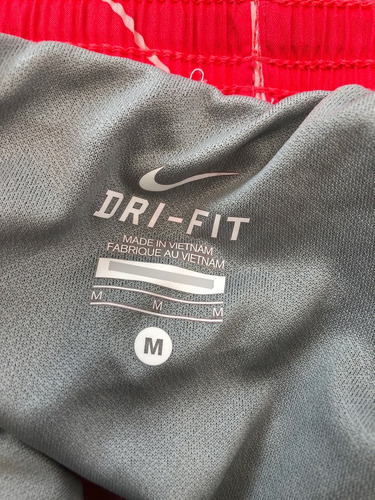 DRI-FIT
MADE IN VIETNAM
FABRIQUE AU VIETNAM
M M M
M